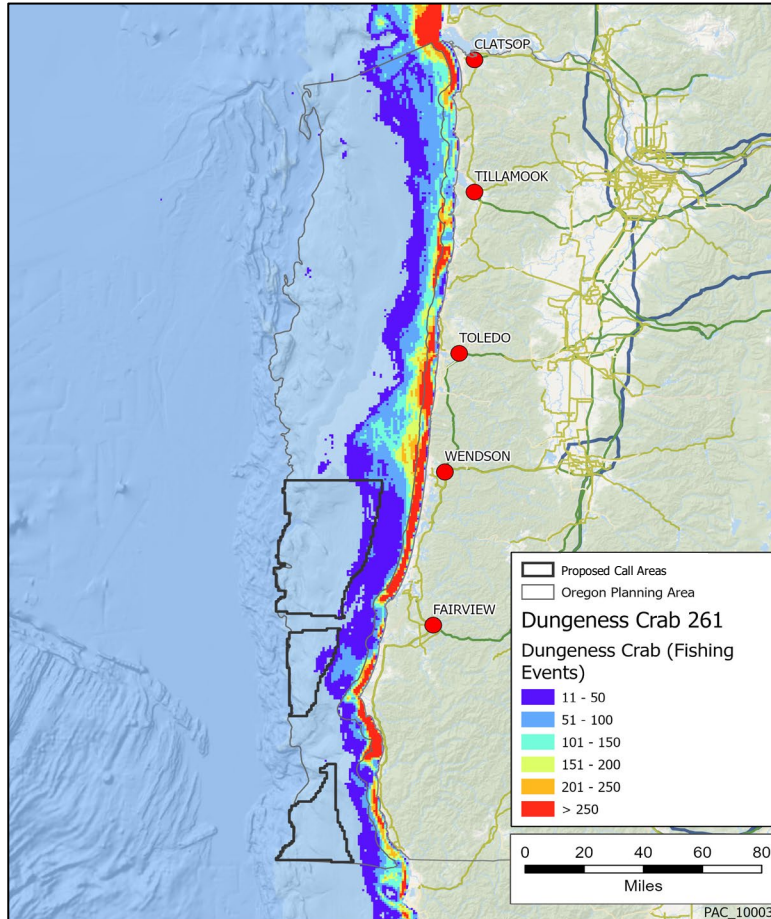 CLATSOP
TILLAMOOK
TOLEDO
WENDSON
FAIRVIEW
Proposed Call Areas
Oregon Planning Area
Dungeness Crab 261
Dungeness Crab (Fishing
Events)
11 - 50
51 - 100
101 - 150
151 - 200
201 - 250
> 250
0 20 40 60 80
Miles
PAC_10003